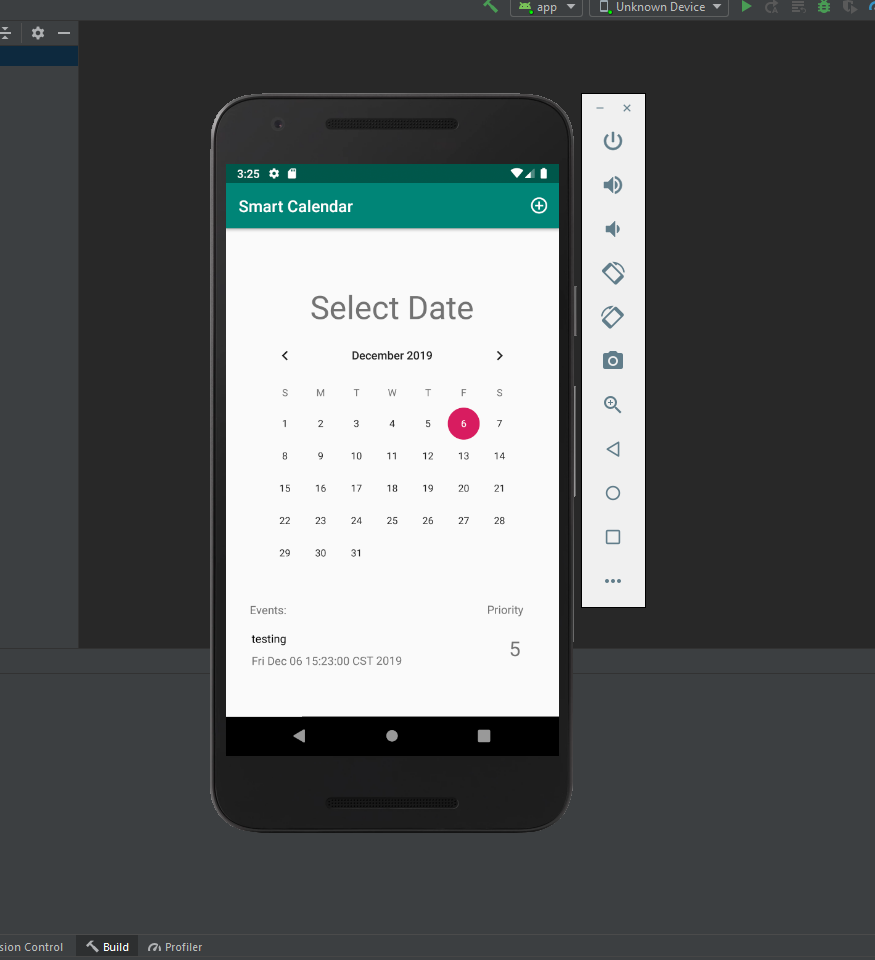 app
Unknown Device
3:25
Smart Calendar
Select Date
December 2019
S M T W T F S
1 2 3 4 5 6 7
8 9 10 11 12 13 14
15 16 17 18 19 20 21
22 23 24 25 26 27 28
29 30 31
Events: Priority
testing
5
Fri Dec 06 15:23:00 CST 2019
sion Control Build Profiler